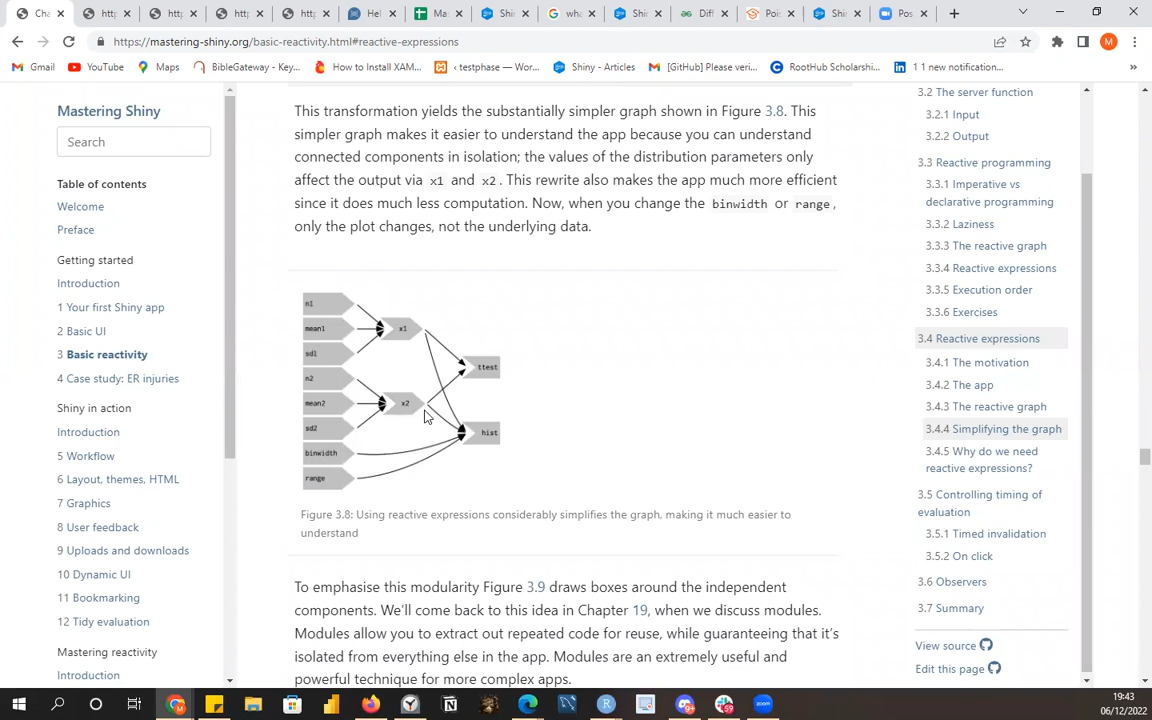 Cha
http
http
http
http
Hel
Mas
Shin
wha
Shin
Diff
Pois
Shin
Pos
https://mastering-shiny.org/basic-reactivity.html#reactive-expressions
M
Gmail
YouTube
Maps
BibleGateway - Key...
How to Install XAM...
‹ testphase — Wor...
Shiny - Articles
[GitHub] Please veri...
RootHub Scholarshi...
1 1 new notification...
»
Mastering Shiny
Search
Table of contents
Welcome
Preface
Getting started
Introduction
1 Your first Shiny app
2 Basic UI
3 Basic reactivity
4 Case study: ER injuries
Shiny in action
Introduction
5 Workflow
6 Layout, themes, HTML
7 Graphics
8 User feedback
9 Uploads and downloads
10 Dynamic UI
11 Bookmarking
12 Tidy evaluation
Mastering reactivity
Introduction
This transformation yields the substantially simpler graph shown in Figure 3.8. This
simpler graph makes it easier to understand the app because you can understand
connected components in isolation; the values of the distribution parameters only
affect the output via x1 and x2. This rewrite also makes the app much more efficient
since it does much less computation. Now, when you change the binwidth or range,
only the plot changes, not the underlying data.
n1
mean1
sd1
n2
mean2
sd2
binwidth
range
x1
x2
ttest
hist
Figure 3.8: Using reactive expressions considerably simplifies the graph, making it much easier to
understand
To emphasise this modularity Figure 3.9 draws boxes around the independent
components. We'll come back to this idea in Chapter 19, when we discuss modules.
Modules allow you to extract out repeated code for reuse, while guaranteeing that it's
isolated from everything else in the app. Modules are an extremely useful and
powerful technique for more complex apps.
3.2 The server function
3.2.1 Input
3.2.2 Output
3.3 Reactive programming
3.3.1 Imperative vs
declarative programming
3.3.2 Laziness
3.3.3 The reactive graph
3.3.4 Reactive expressions
3.3.5 Execution order
3.3.6 Exercises
3.4 Reactive expressions
3.4.1 The motivation
3.4.2 The app
3.4.3 The reactive graph
3.4.4 Simplifying the graph
3.4.5 Why do we need
reactive expressions?
3.5 Controlling timing of
evaluation
3.5.1 Timed invalidation
3.5.2 On click
3.6 Observers
3.7 Summary
View source
Edit this page
19:43
06/12/2022